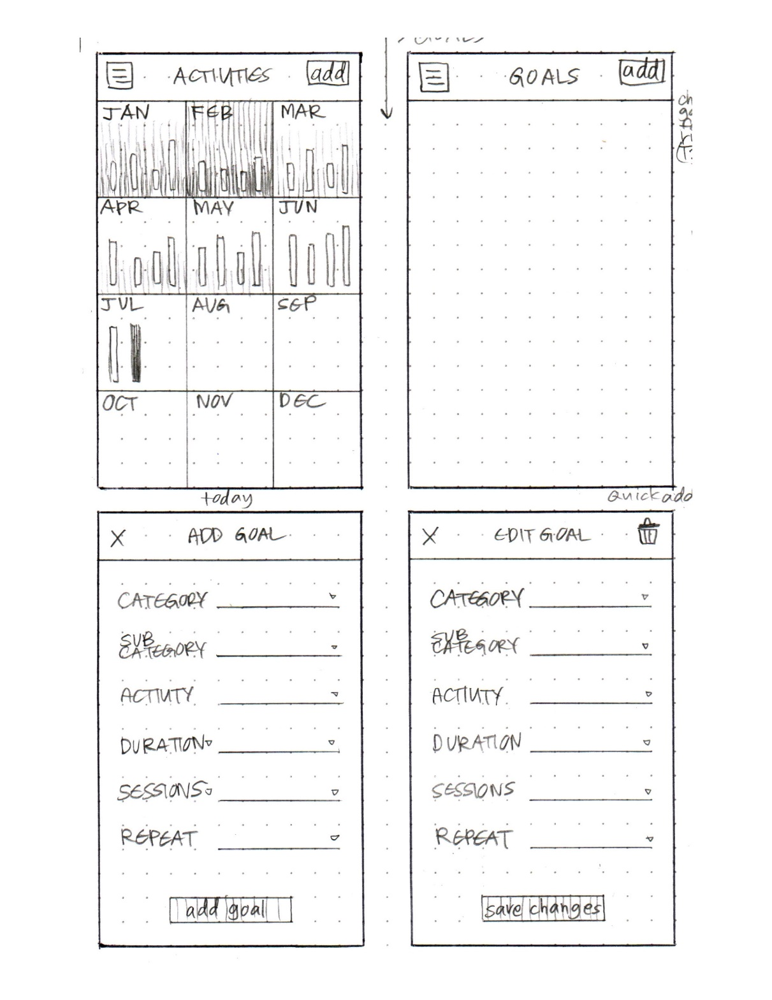 GOALS
ACTIVITIES
add
JAN
FEB
MAR
APR
MAY
JUN
JUL
AUG
SEP
OCT
NOV
DEC
today
GOALS
add
Quick add
X
ADD GOAL
CATEGORY
SUB
CATEGORY
ACTIVITY
DURATION
SESSIONS
REPEAT
add goal
X
EDIT GOAL
CATEGORY
SUB
CATEGORY
ACTIVITY
DURATION
SESSIONS
REPEAT
save changes